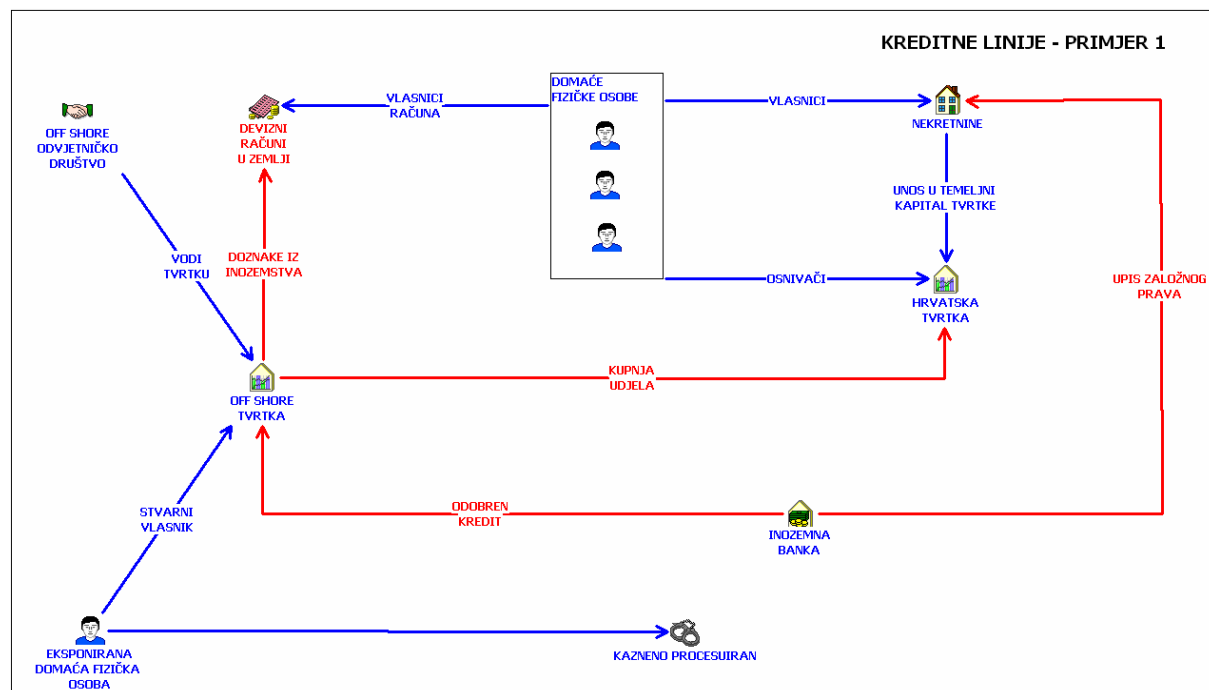 KREDITNE LINIJE - PRIMJER 1
DOMAĆE
FIZIČKE OSOBE
VLASNICI
RAČUNA
VLASNICI
OFF SHORE
ODVJETNIČKO
DRUŠTVO
DEVIZNI
RAČUNI
U ZEMLJI
NEKRETNINE
UNOS U TEMELJNI
KAPITAL TVRTKE
VODI
TVRTKU
DOZNAKE IZ
INOZEMSTVA
OSNIVAČI
UPIS ZALOŽNOG
PRAVA
HRVATSKA
TVRTKA
KUPNJA
UDJELA
OFF SHORE
TVRTKA
STVARNI
VLASNIK
ODOBREN
KREDIT
INOZEMNA
BANKA
EKSPONIRANA
DOMAĆA FIZIČKA
OSOBA
KAZNENO PROCESUIRAN